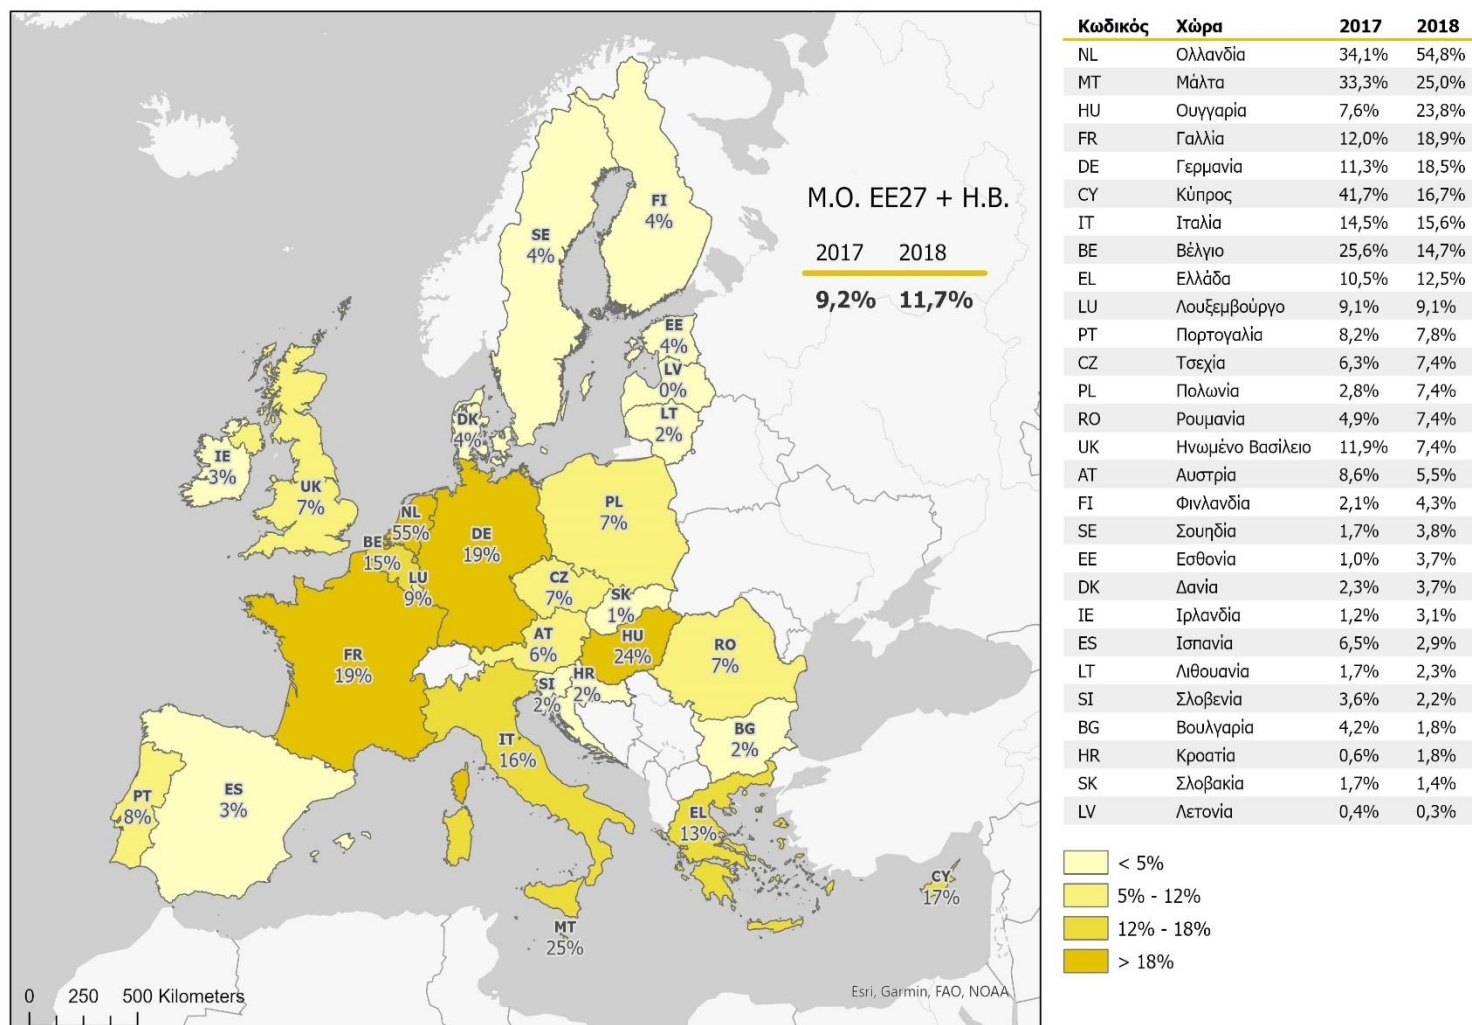 FI
4%
SE
4%
Μ.Ο. ΕΕ27 + Η.Β.
2017 2018
9,2% 11,7%
EE
4%
LV
0%
LT
2%
DK
4%
IE
3%
UK
7%
NL
55%
DE
19%
PL
7%
BE
15%
LU
9%
CZ
7%
SK
1%
AT
6%
HU
24%
RO
7%
FR
19%
SI
2%
HR
2%
BG
2%
IT
16%
PT
8%
ES
3%
EL
13%
CY
17%
MT
25%
0 250 500 Kilometers
Esri, Garmin, FAO, NOAA
Κωδικός Χώρα 2017 2018
NL Ολλανδία 34,1% 54,8%
MT Μάλτα 33,3% 25,0%
HU Ουγγαρία 7,6% 23,8%
FR Γαλλία 12,0% 18,9%
DE Γερμανία 11,3% 18,5%
CY Κύπρος 41,7% 16,7%
IT Ιταλία 14,5% 15,6%
BE Βέλγιο 25,6% 14,7%
EL Ελλάδα 10,5% 12,5%
LU Λουξεμβούργο 9,1% 9,1%
PT Πορτογαλία 8,2% 7,8%
CZ Τσεχία 6,3% 7,4%
PL Πολωνία 2,8% 7,4%
RO Ρουμανία 4,9% 7,4%
UK Ηνωμένο Βασίλειο 11,9% 7,4%
AT Αυστρία 8,6% 5,5%
FI Φινλανδία 2,1% 4,3%
SE Σουηδία 1,7% 3,8%
EE Εσθονία 1,0% 3,7%
DK Δανία 2,3% 3,7%
IE Ιρλανδία 1,2% 3,1%
ES Ισπανία 6,5% 2,9%
LT Λιθουανία 1,7% 2,3%
SI Σλοβενία 3,6% 2,2%
BG Βουλγαρία 4,2% 1,8%
HR Κροατία 0,6% 1,8%
SK Σλοβακία 1,7% 1,4%
LV Λετονία 0,4% 0,3%
< 5%
5% - 12%
12% - 18%
> 18%